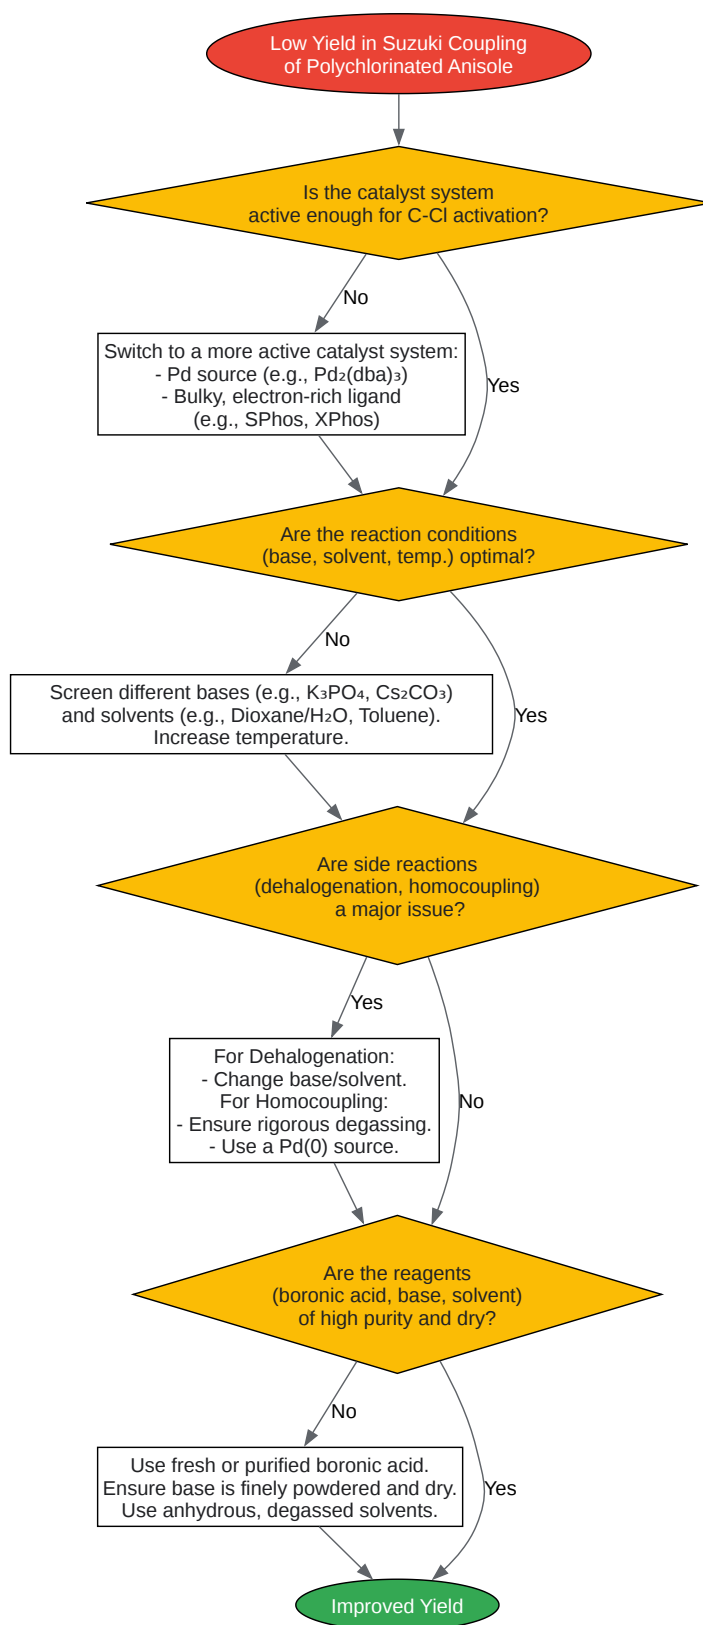 Low Yield in Suzuki Coupling
of Polychlorinated Anisole
Is the catalyst system
active enough for C-Cl activation?
No
Switch to a more active catalyst system:
- Pd source (e.g., Pd₂(dba)₃)
- Bulky, electron-rich ligand
(e.g., SPhos, XPhos)
Yes
Are the reaction conditions
(base, solvent, temp.) optimal?
No
Screen different bases (e.g., K₃PO₄, Cs₂CO₃)
and solvents (e.g., Dioxane/H₂O, Toluene).
Increase temperature.
Yes
Are side reactions
(dehalogenation, homocoupling)
a major issue?
Yes
For Dehalogenation:
- Change base/solvent.
For Homocoupling:
- Ensure rigorous degassing.
- Use a Pd(0) source.
No
Are the reagents
(boronic acid, base, solvent)
of high purity and dry?
No
Use fresh or purified boronic acid.
Ensure base is finely powdered and dry.
Use anhydrous, degassed solvents.
Yes
Improved Yield